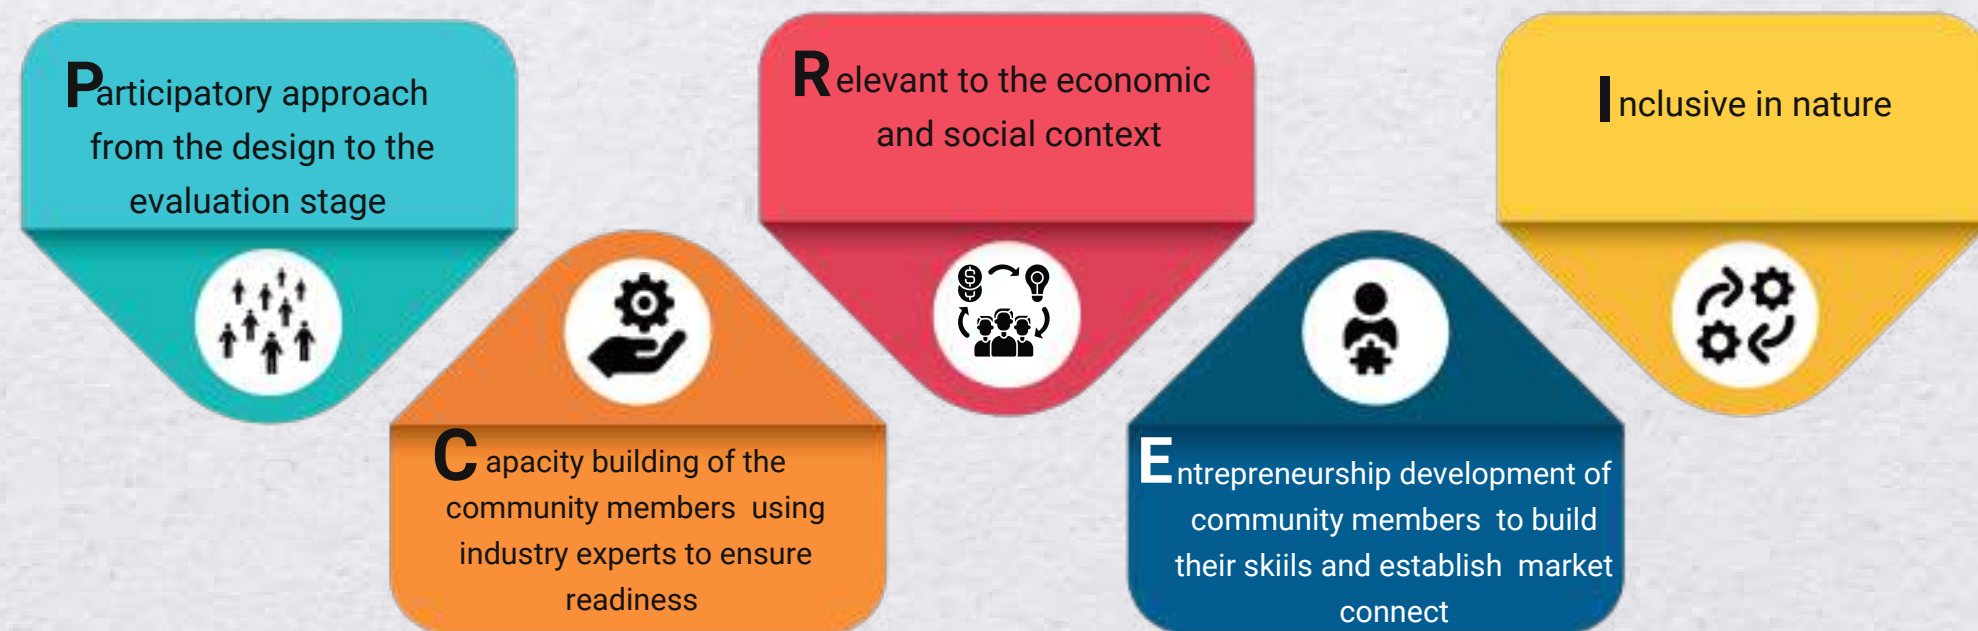 Participatory approach
from the design to the
evaluation stage
Capacity building of the
community members using
industry experts to ensure
readiness
Relevant to the economic
and social context
Entrepreneurship development of
community members to build
their skiils and establish market
connect
Inclusive in nature